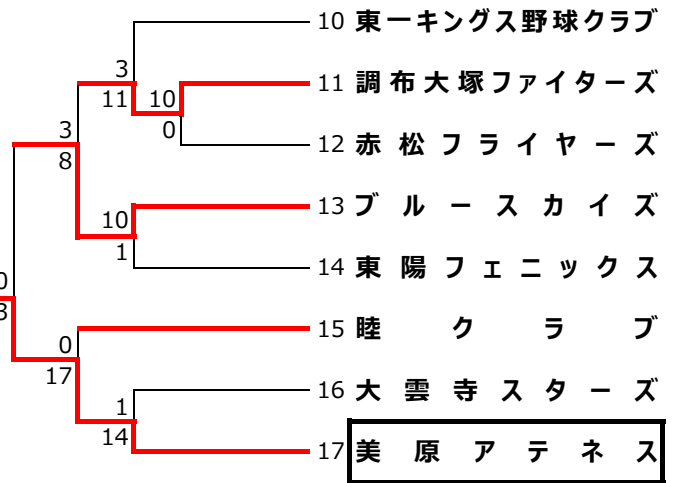 10 東一キングス野球クラブ
3
11 10 11 調布大塚ファイターズ
3 0 12 赤松フライヤーズ
8
10 13 ブルースカイズ
1 14 東陽フェニックス
0
3
0 15 睦クラブ
17
1 16 大雲寺スターズ
14 17 美原アテネス